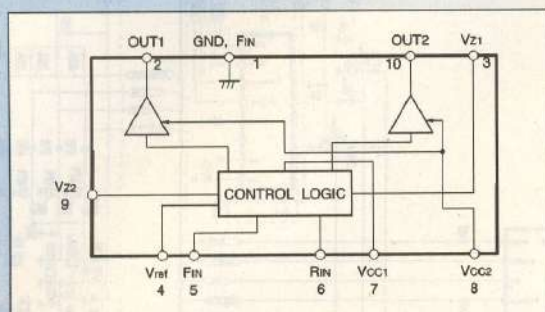 OUT1 GND, FIN OUT2 VZ1
2 1 10 3
VZ2
9
CONTROL LOGIC
Vref FIN RIN VCC1 VCC2
4 5 6 7 8